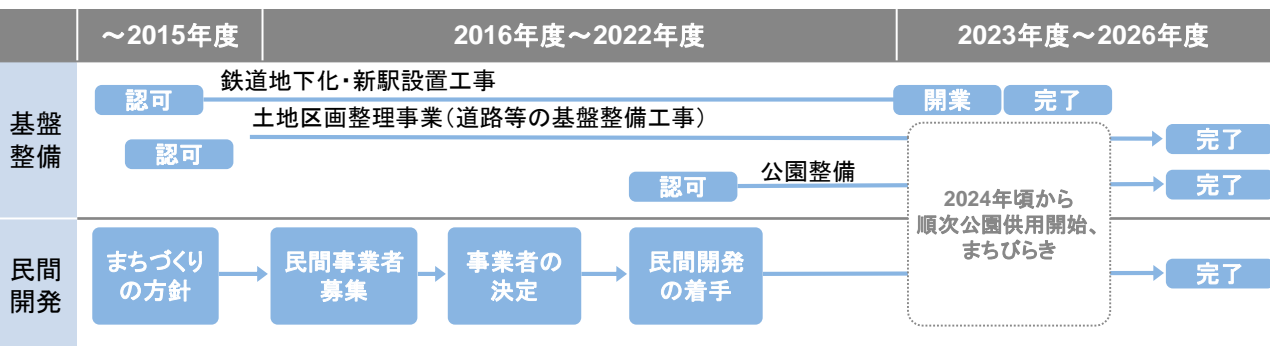 ～2015年度
2016年度～2022年度
2023年度～2026年度
基盤
整備
認可
鉄道地下化・新駅設置工事
開業
完了
認可
土地区画整理事業（道路等の基盤整備工事）
完了
認可
公園整備
完了
2024年頃から
順次公園供用開始、
まちびらき
民間
開発
まちづくり
の方針
民間事業者
募集
事業者の
決定
民間開発
の着手
完了